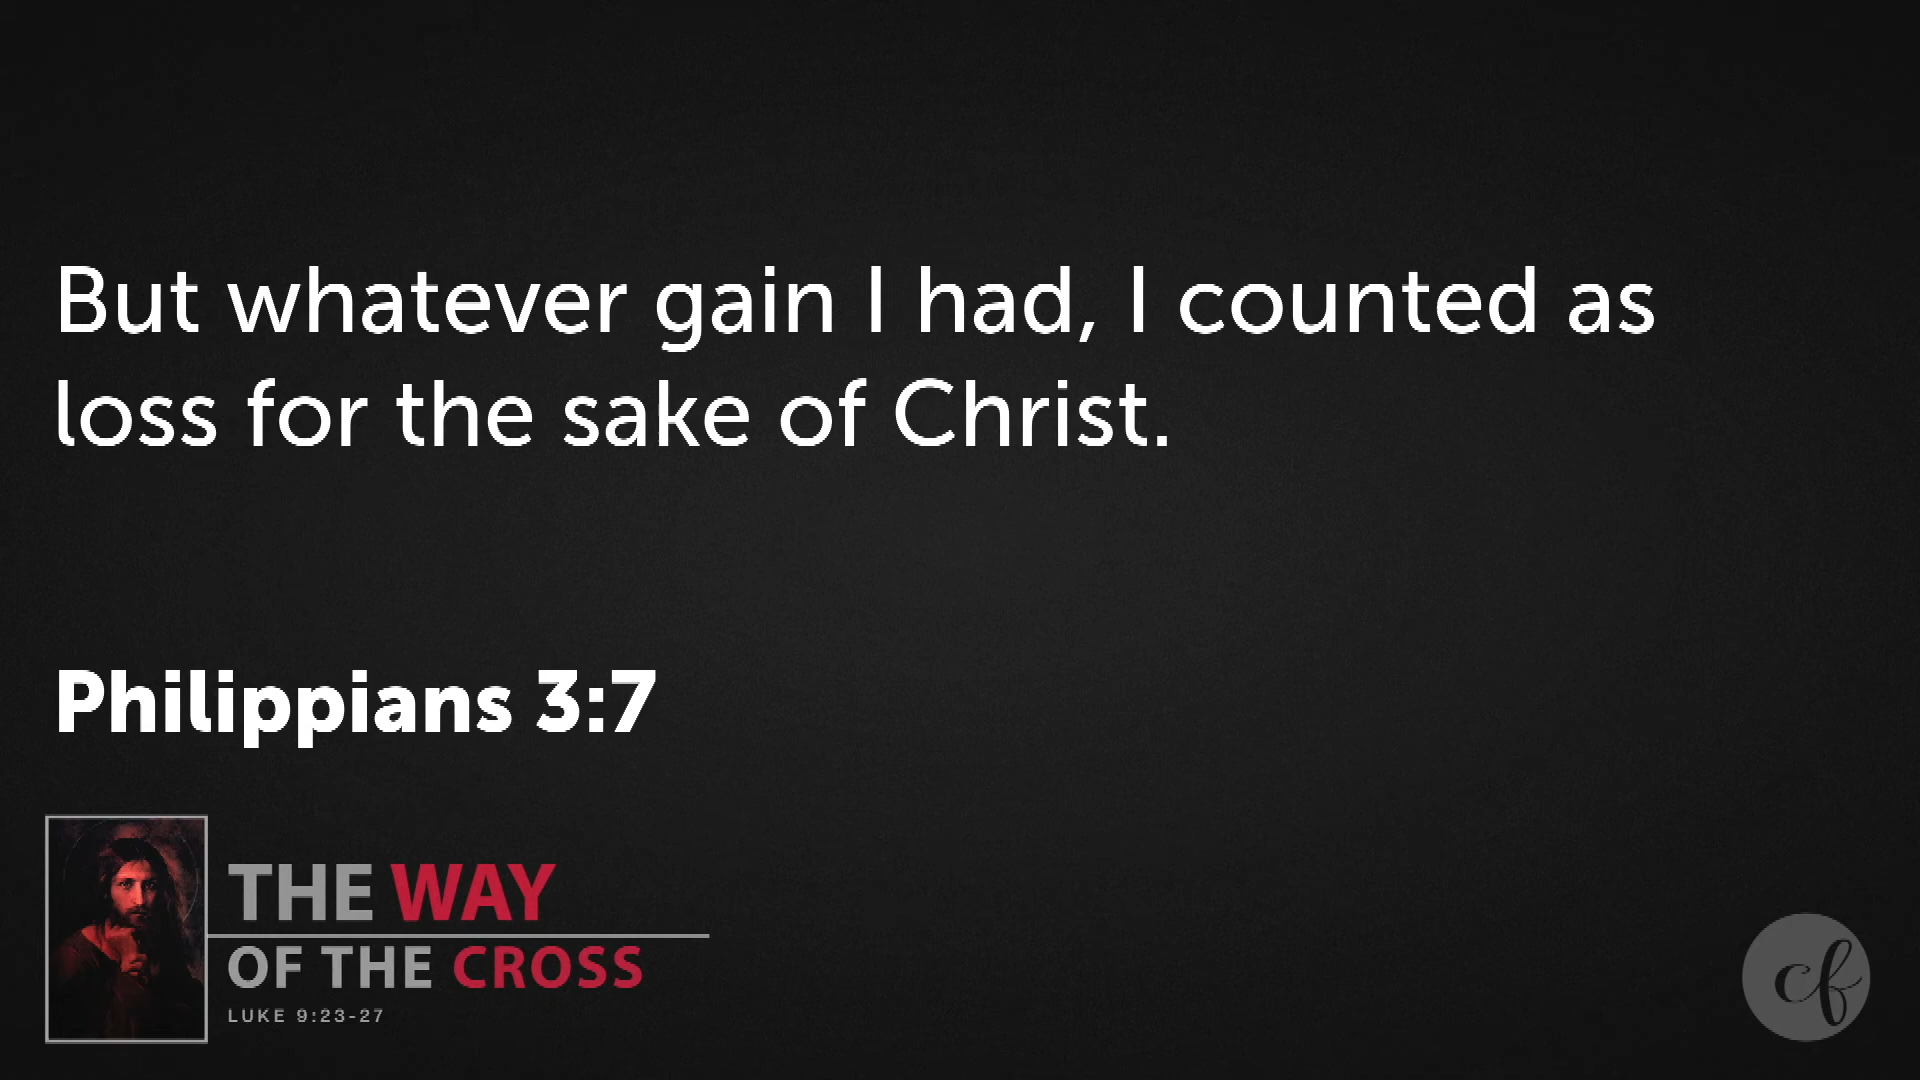 But whatever gain I had, I counted as
loss for the sake of Christ.
Philippians 3:7
THE WAY
OF THE CROSS
LUKE 9:23-27
cf